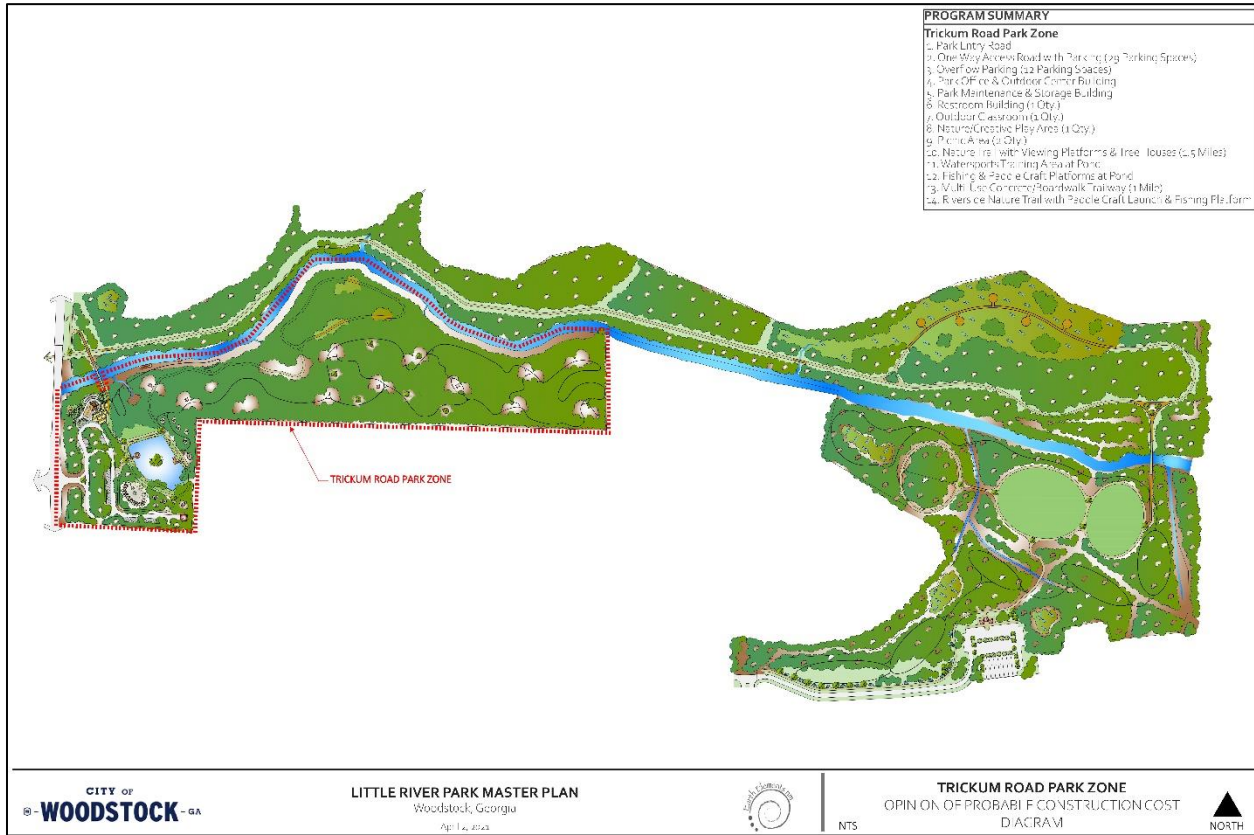 PROGRAM SUMMARY
Trickum Road Park Zone
1. Park Entry Road
2. One Way Access Road with Parking (29 Parking Spaces)
3. Overflow Parking (12 Parking Spaces)
4. Park Office & Outdoor Center Building
5. Park Maintenance & Storage Building
6. Restroom Building (1 Qty.)
7. Outdoor Classroom (1 Qty.)
8. Nature/Creative Play Area (1 Qty.)
9. Picnic Area (1 Qty.)
10. Nature Trail with Viewing Platforms & Tree Houses (1.5 Miles)
11. Watersports Training Area at Pond
12. Fishing & Paddle Craft Platforms at Pond
13. Multi-Use Concrete/Boardwalk Trailway (1 Mile)
14. Riverside Nature Trail with Paddle Craft Launch & Fishing Platform
TRICKUM ROAD PARK ZONE
CITY OF
WOODSTOCK - GA
LITTLE RIVER PARK MASTER PLAN
Woodstock, Georgia
April 2, 2021
NTS
TRICKUM ROAD PARK ZONE
OPINION OF PROBABLE CONSTRUCTION COST
DIAGRAM
NORTH